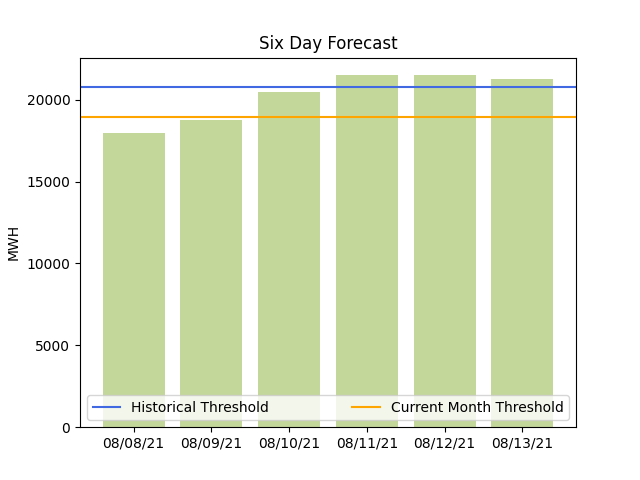 Six Day Forecast
MWH
20000
15000
10000
5000
0
Historical Threshold
Current Month Threshold
08/08/21 08/09/21 08/10/21 08/11/21 08/12/21 08/13/21